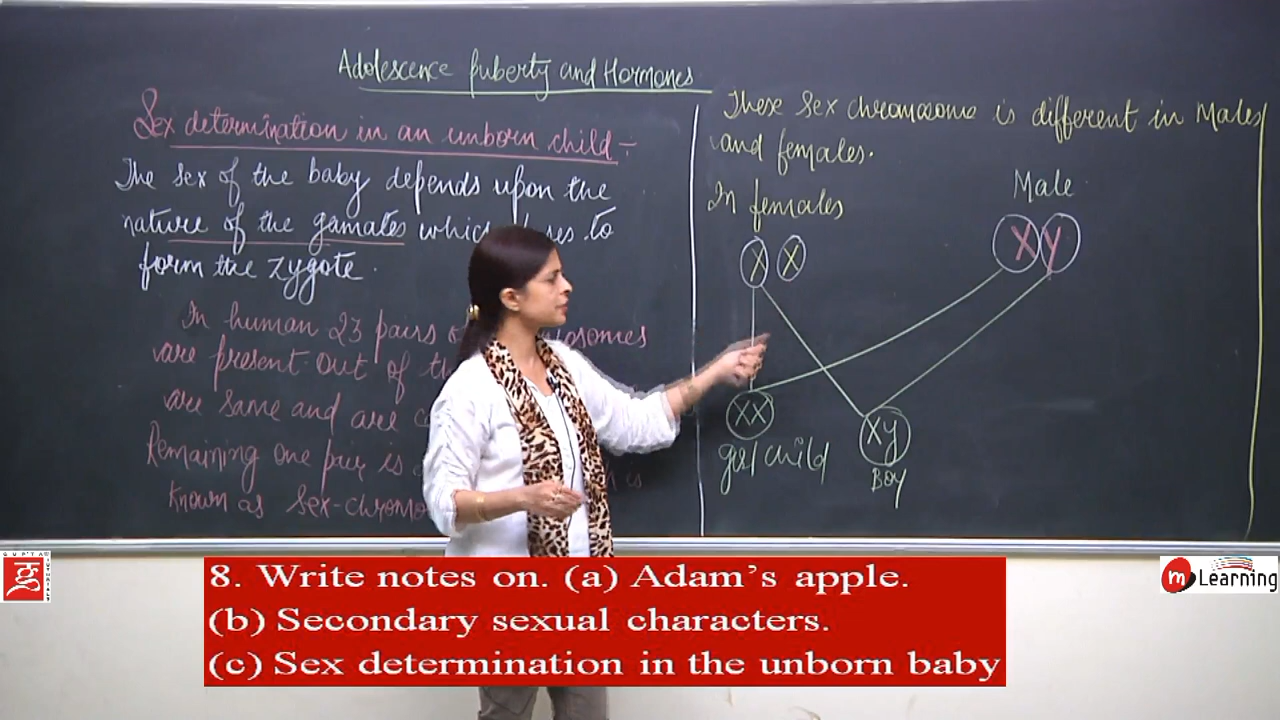 Adolescence puberty and Hormones
Sex determination in an unborn child :-
The sex of the baby depends upon the
nature of the gamates which to
form the zygote.
In human 23 pairs
are present. Out of
are same and are
Remaining one pair is is
known as Sex-chromo
These Sex chromosome is different in Males
and females.
In females
Male
X X
X Y
XX
XY
girl child
Boy
GUPTA
m Learning
8. Write notes on. (a) Adam's apple.
(b) Secondary sexual characters.
(c) Sex determination in the unborn baby